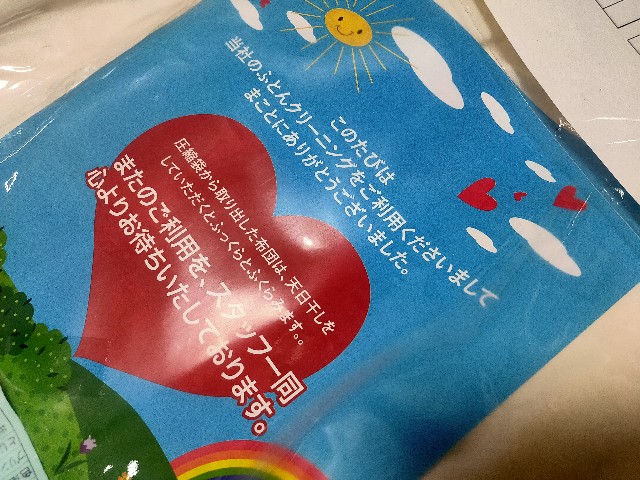 このたびは
当社のふとんクリーニングをご利用くださいまして
まことにありがとうございました。
圧縮袋から取り出した布団は、天日干しを
していただくとふっくらとふくらみます。。
またのご利用を、スタッフ一同
心よりお待ちいたしております。